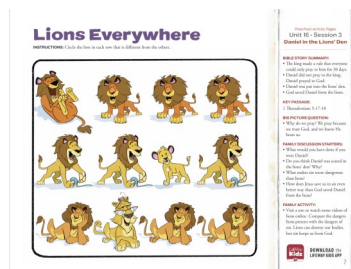 Lions Everywhere
INSTRUCTIONS: Circle the lion in each row that is different from the others.
Preschool Activity Pages
Unit 16 • Session 3
Daniel in the Lions' Den
BIBLE STORY SUMMARY:
• The king made a rule that everyone
could only pray to him for 30 days.
• Daniel did not pray to the king.
Daniel prayed to God.
• Daniel was put into the lions' den.
• God saved Daniel from the lions.
KEY PASSAGE:
1 Thessalonians 5:17-18
BIG PICTURE QUESTION:
• Why do we pray? We pray because
we trust God, and we know He
hears us.
FAMILY DISCUSSION STARTERS:
• What would you have done if you
were Daniel?
• Do you think Daniel was scared in
the lions' den? Why?
• What makes sin more dangerous
than lions?
• How does Jesus save us in an even
better way than God saved Daniel
from the lions?
FAMILY ACTIVITY:
• Visit a zoo or watch some videos of
lions online. Compare the dangers
lions present with the dangers of
sin. Lions can destroy our bodies,
but sin keeps us from God.
Kids
DOWNLOAD the
LIFEWAY KIDS APP